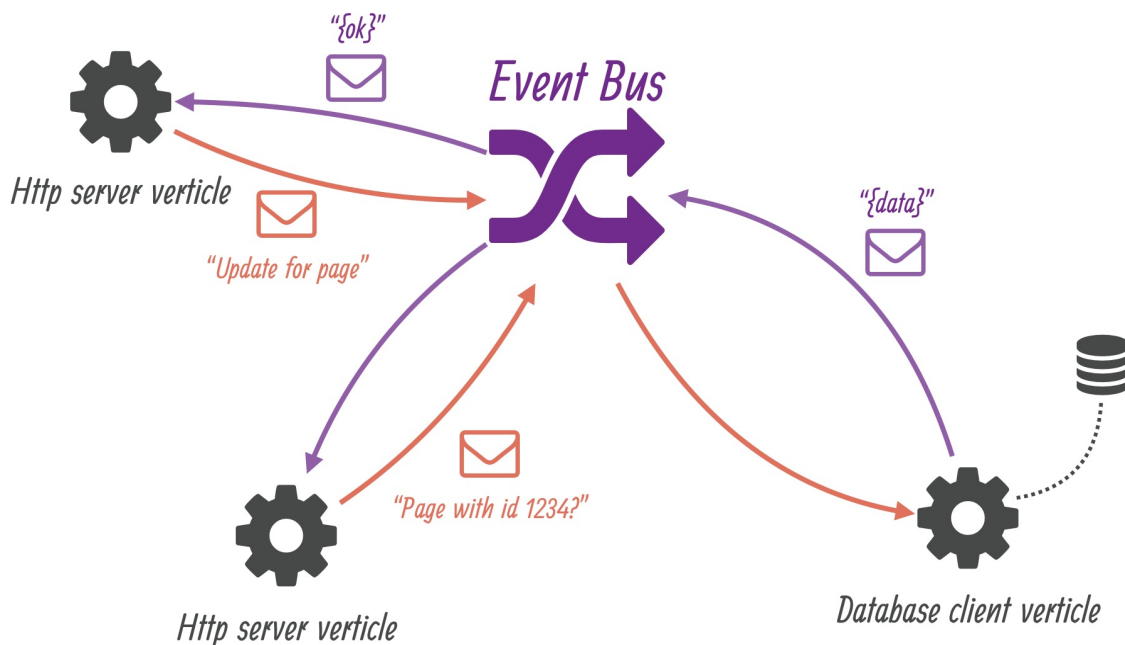 “{ok}”
Event Bus
Http server verticle
“{data}”
“Update for page”
“Page with id 1234?”
Database client verticle
Http server verticle